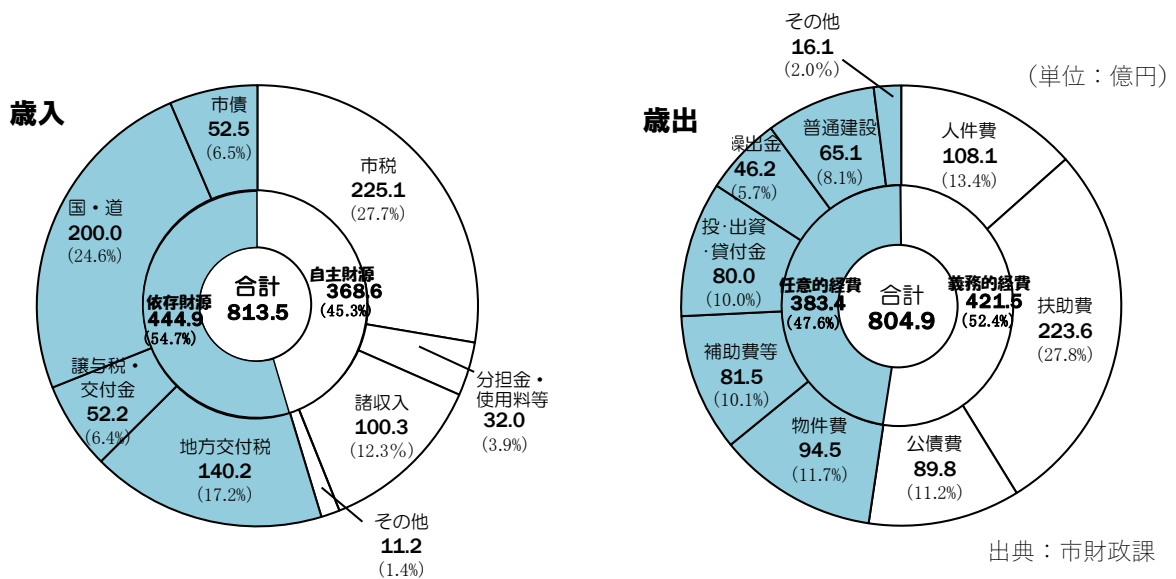 歳入
市債
52.5
(6.5%)
市税
225.1
(27.7%)
国・道
200.0
(24.6%)
合計
813.5
自主財源
368.6
(45.3%)
依存財源
444.9
(54.7%)
譲与税・
交付金
52.2
(6.4%)
地方交付税
140.2
(17.2%)
諸収入
100.3
(12.3%)
分担金・
使用料等
32.0
(3.9%)
その他
11.2
(1.4%)
(単位：億円)
歳出
その他
16.1
(2.0%)
普通建設
65.1
(8.1%)
人件費
108.1
(13.4%)
繰出金
46.2
(5.7%)
投・出資
・貸付金
80.0
(10.0%)
任意的経費
383.4
(47.6%)
合計
804.9
義務的経費
421.5
(52.4%)
扶助費
223.6
(27.8%)
補助費等
81.5
(10.1%)
物件費
94.5
(11.7%)
公債費
89.8
(11.2%)
出典：市財政課